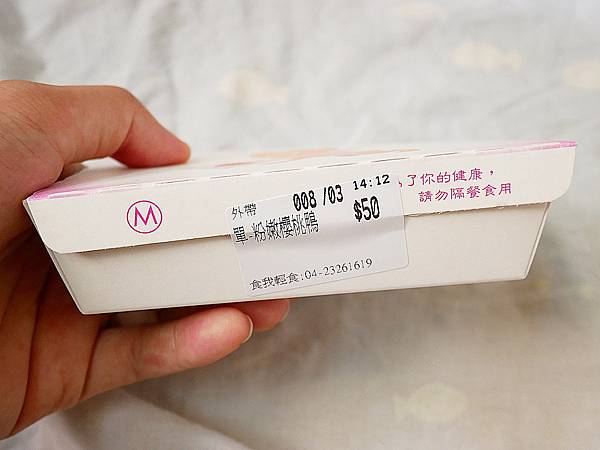 M
外帶 008 /03 14:12
單-粉嫩櫻桃鴨 $50
食我輕食:04-23261619
了你的健康，
請勿隔餐食用